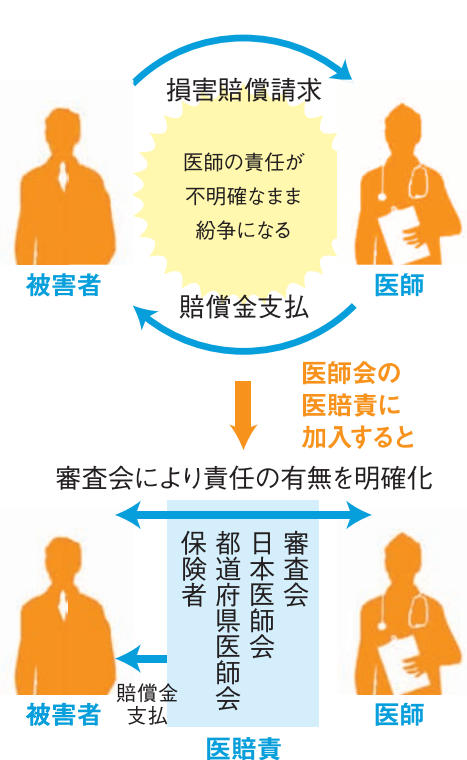 損害賠償請求
医師の責任が
不明確なまま
紛争になる
被害者
医師
賠償金支払
医師会の
医賠責に
加入すると
審査会により責任の有無を明確化
審査会
日本医師会
都道府県医師会
保険者
賠償金
支払
被害者
医師
医賠責